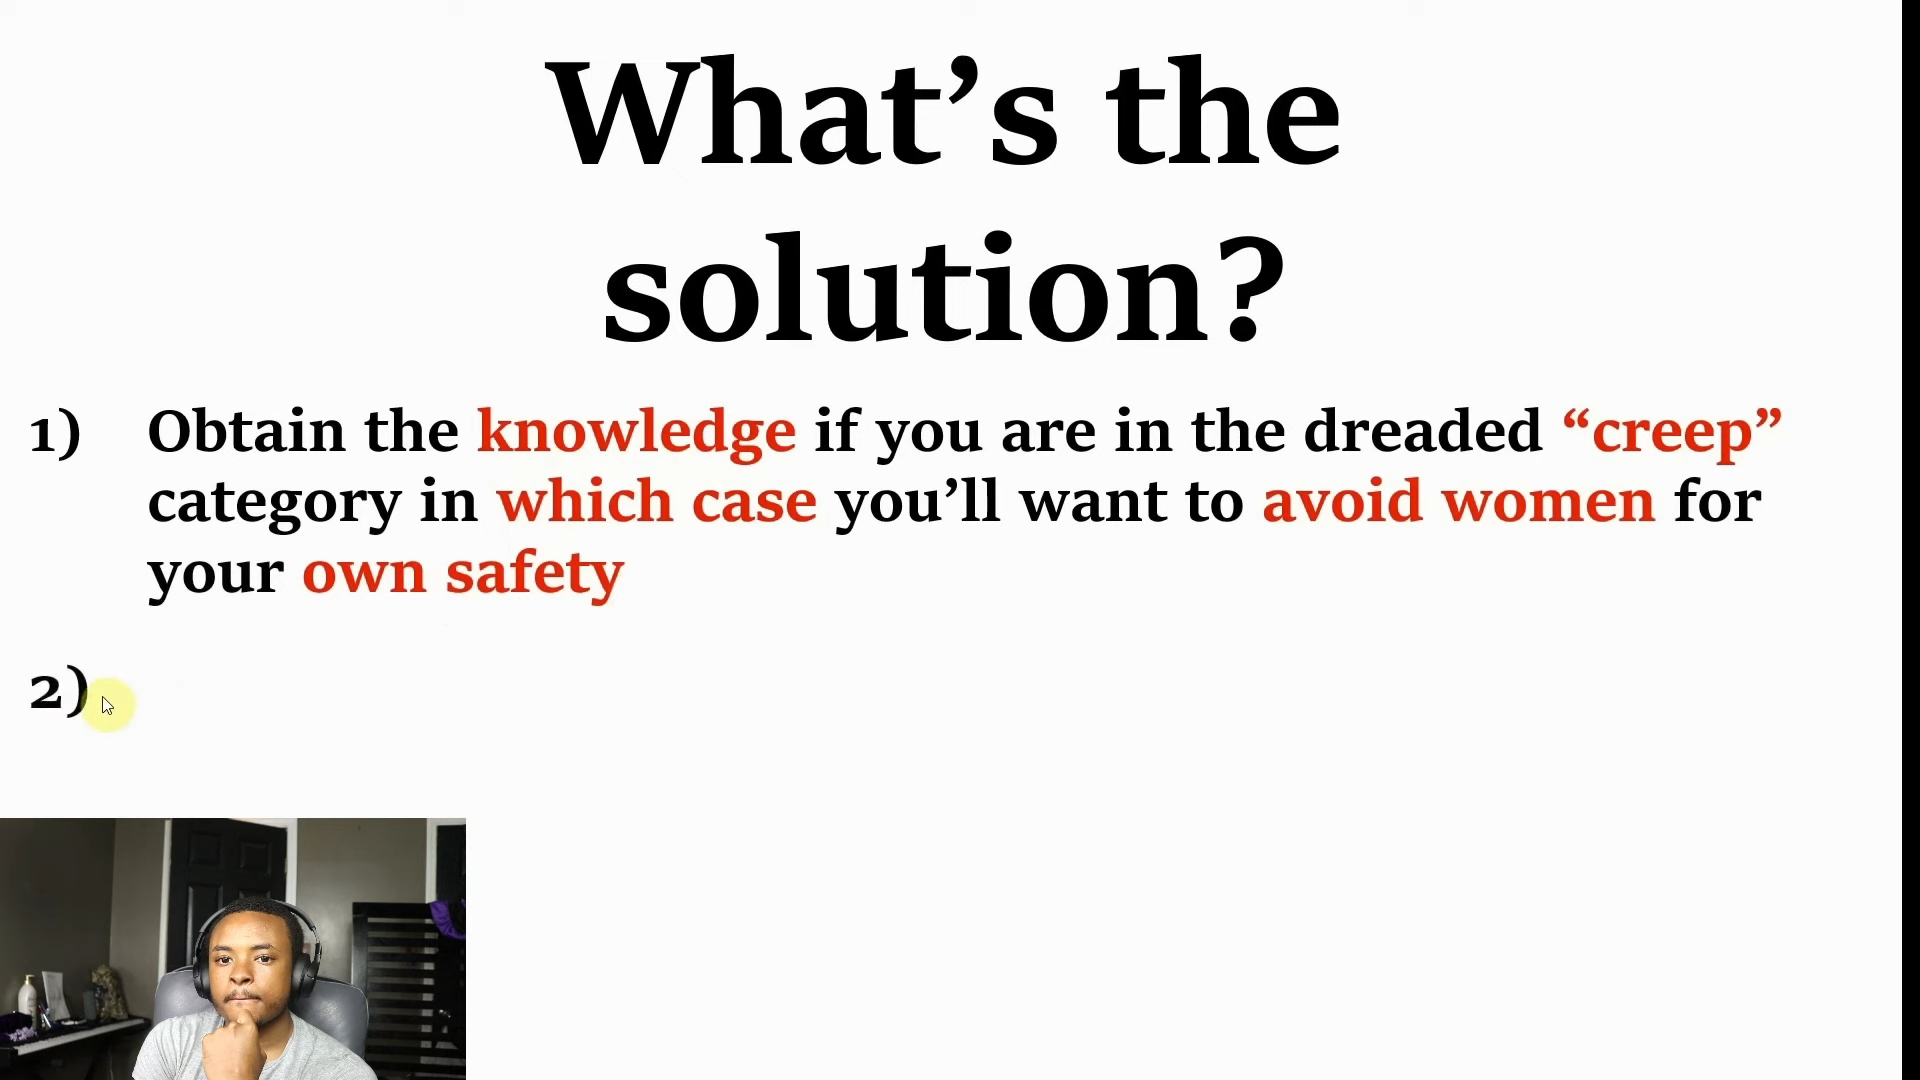 What’s the
solution?
1) Obtain the knowledge if you are in the dreaded “creep”
category in which case you’ll want to avoid women for
your own safety
2)